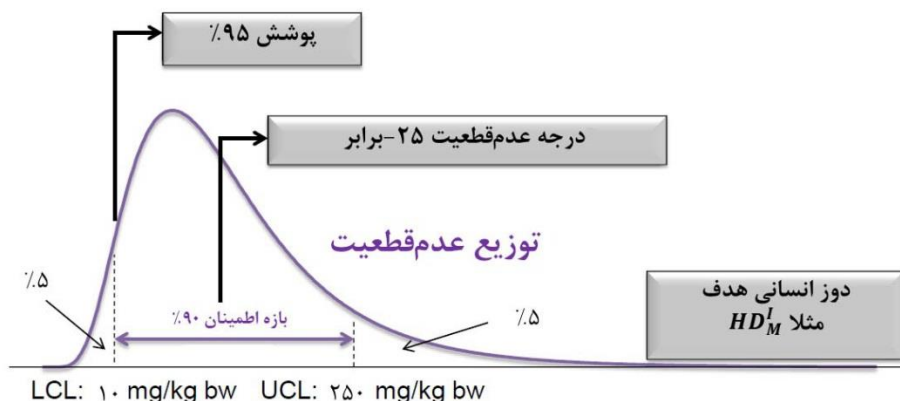 پوشش ۹۵٪
درجه عدم‌قطعیت ۲۵-برابر
توزیع عدم‌قطعیت
دوز انسانی هدف
مثلا HD_M^I
۵٪
بازه اطمینان ۹۰٪
۵٪
LCL: ۱۰ mg/kg bw UCL: ۲۵۰ mg/kg bw